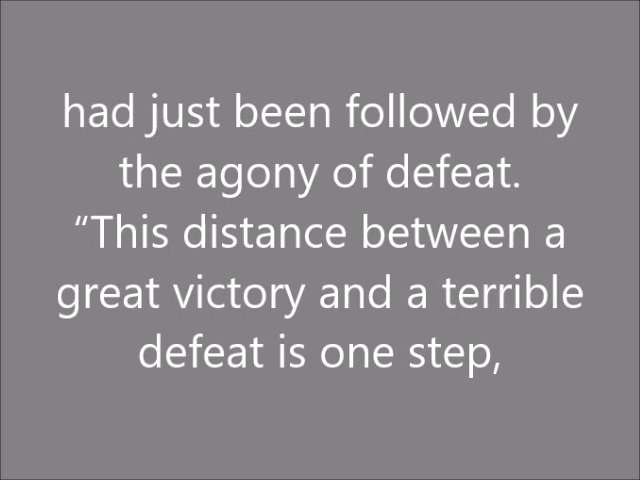 had just been followed by
the agony of defeat.
“This distance between a
great victory and a terrible
defeat is one step,